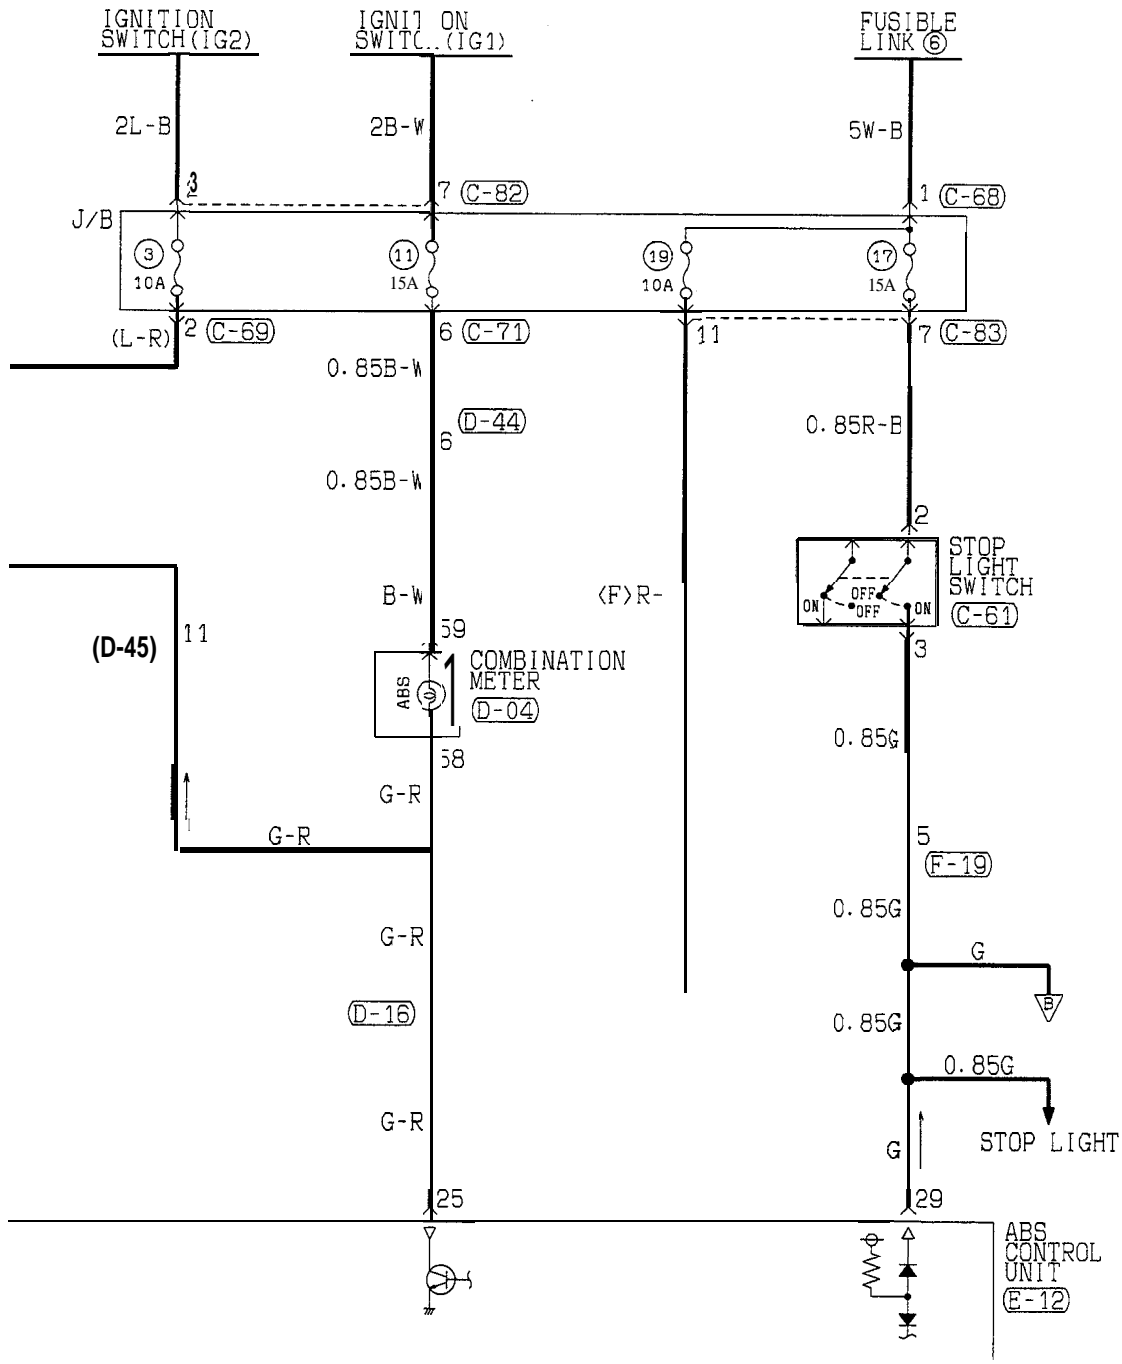 IGNITION
SWITCH(IG2)
IGNI1 ON
SWIT(..(IG1)
FUSIBLE
LINK ⑥
2L-B
2B-W
5W-B
3
7 (C-82)
1 (C-68)
J/B
3
10A
11
15A
19
10A
17
15A
2 (C-69)
6 (C-71)
11
7 (C-83)
(L-R)
0.85B-W
(D-44)
6
0.85R-B
0.85B-W
2
STOP
LIGHT
SWITCH
(C-61)
OFF
ON
OFF
ON
B-W
<F>R-
59
3
(D-45)
11
COMBINATION
METER
(D-04)
ABS
58
0.85G
G-R
G-R
5
(F-19)
0.85G
G-R
G
B
(D-16)
0.85G
0.85G
G-R
STOP LIGHT
G
25
29
ABS
CONTROL
UNIT
(E-12)